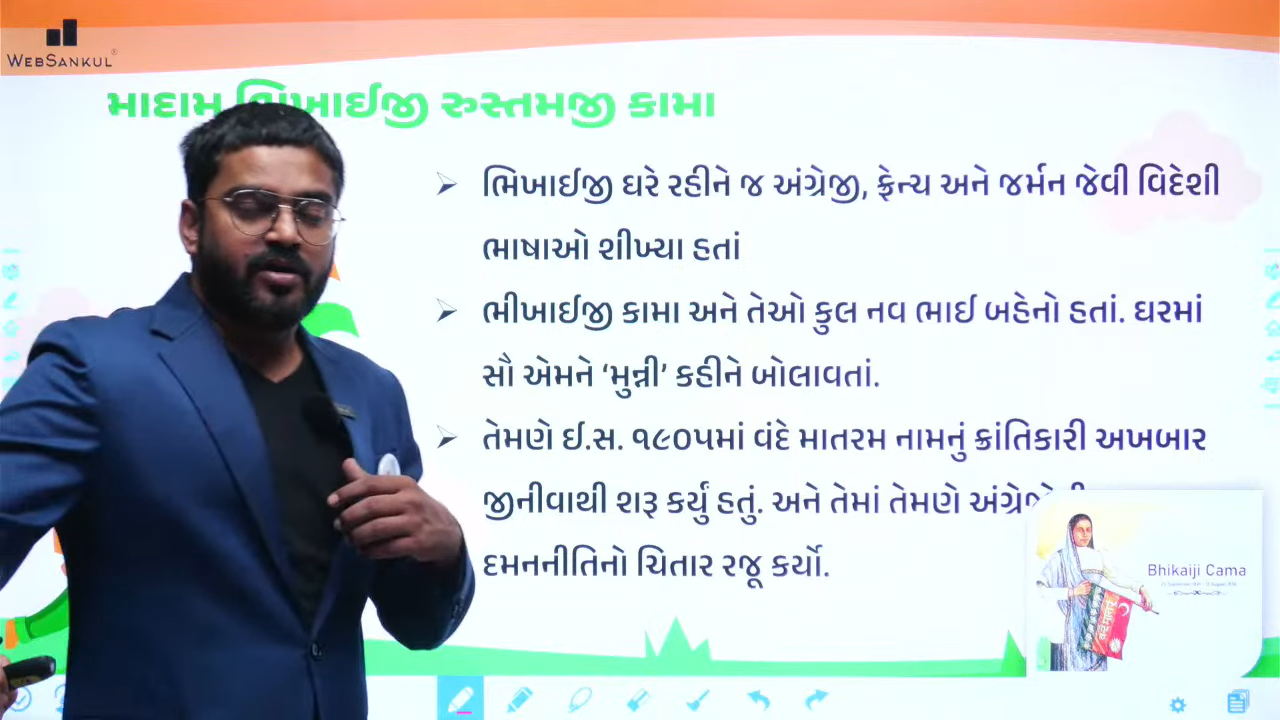 WEBSANKUL®
માદામ ભિખાઈજી રુસ્તમજી કામા
➢ ભિખાઈજી ઘરે રહીને જ અંગ્રેજી, ફ્રેન્ચ અને જર્મન જેવી વિદેશી
ભાષાઓ શીખ્યા હતાં
➢ ભીખાઈજી કામા અને તેઓ કુલ નવ ભાઈ બહેનો હતાં. ઘરમાં
સૌ એમને ‘મુન્ની’ કહીને બોલાવતાં.
➢ તેમણે ઈ.સ. ૧૯૦૫માં વંદે માતરમ નામનું ક્રાંતિકારી અખબાર
જીનીવાથી શરૂ કર્યું હતું. અને તેમાં તેમણે
દમનનીતિનો ચિતાર રજૂ કર્યો.
Bhikaiji Cama